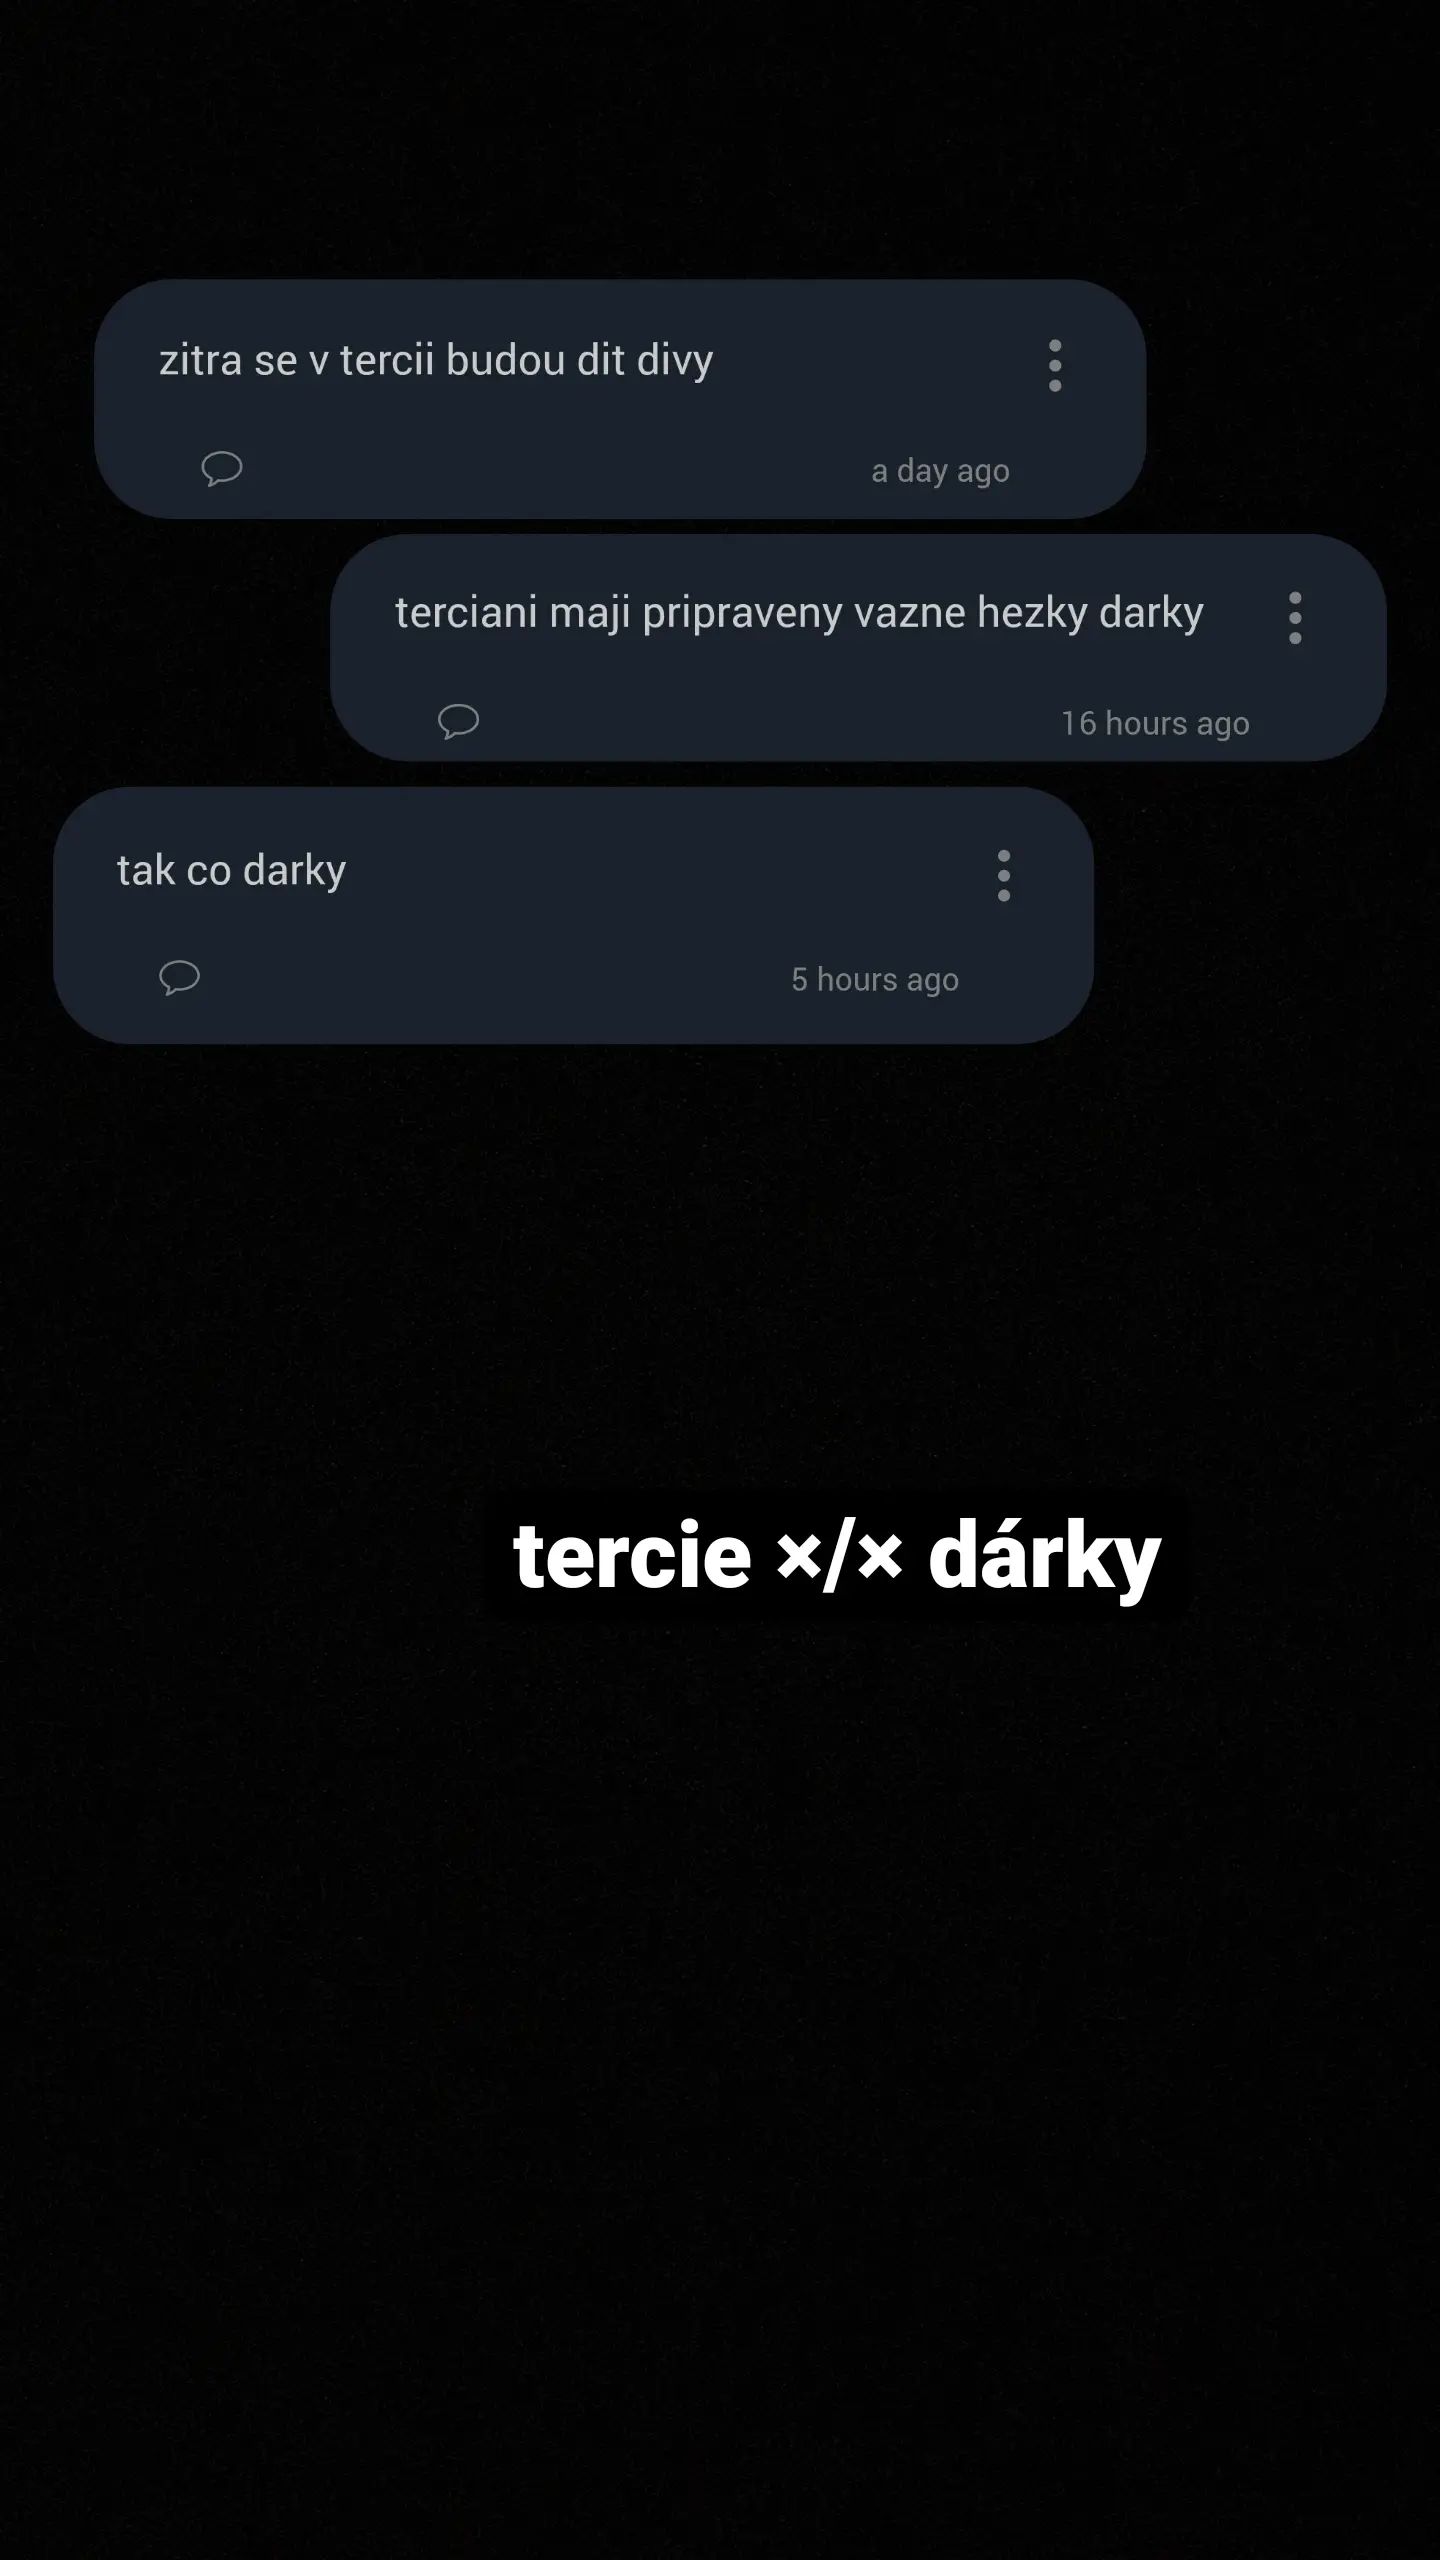 zitra se v tercii budou dit divy
a day ago
terciani maji pripraveny vazne hezky darky
16 hours ago
tak co darky
5 hours ago
tercie ×/× dárky